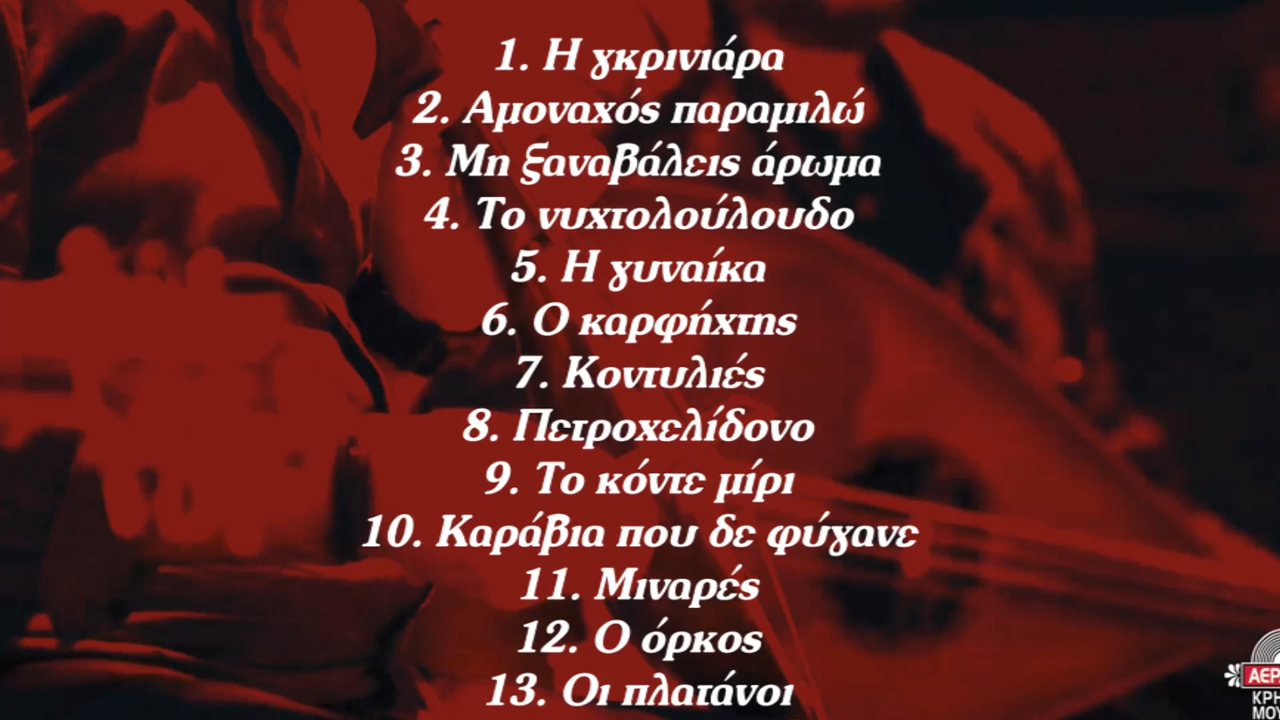 1. Η γκρινιάρα
2. Αμοναχός παραμιλώ
3. Μη ξαναβάλεις άρωμα
4. Το νυχτολούλουδο
5. Η γυναίκα
6. Ο καρφήχτης
7. Κοντυλιές
8. Πετροχελίδονο
9. Το κόντε μίρι
10. Καράβια που δε φύγανε
11. Μιναρές
12. Ο όρκος
13. Οι πλατάνοι